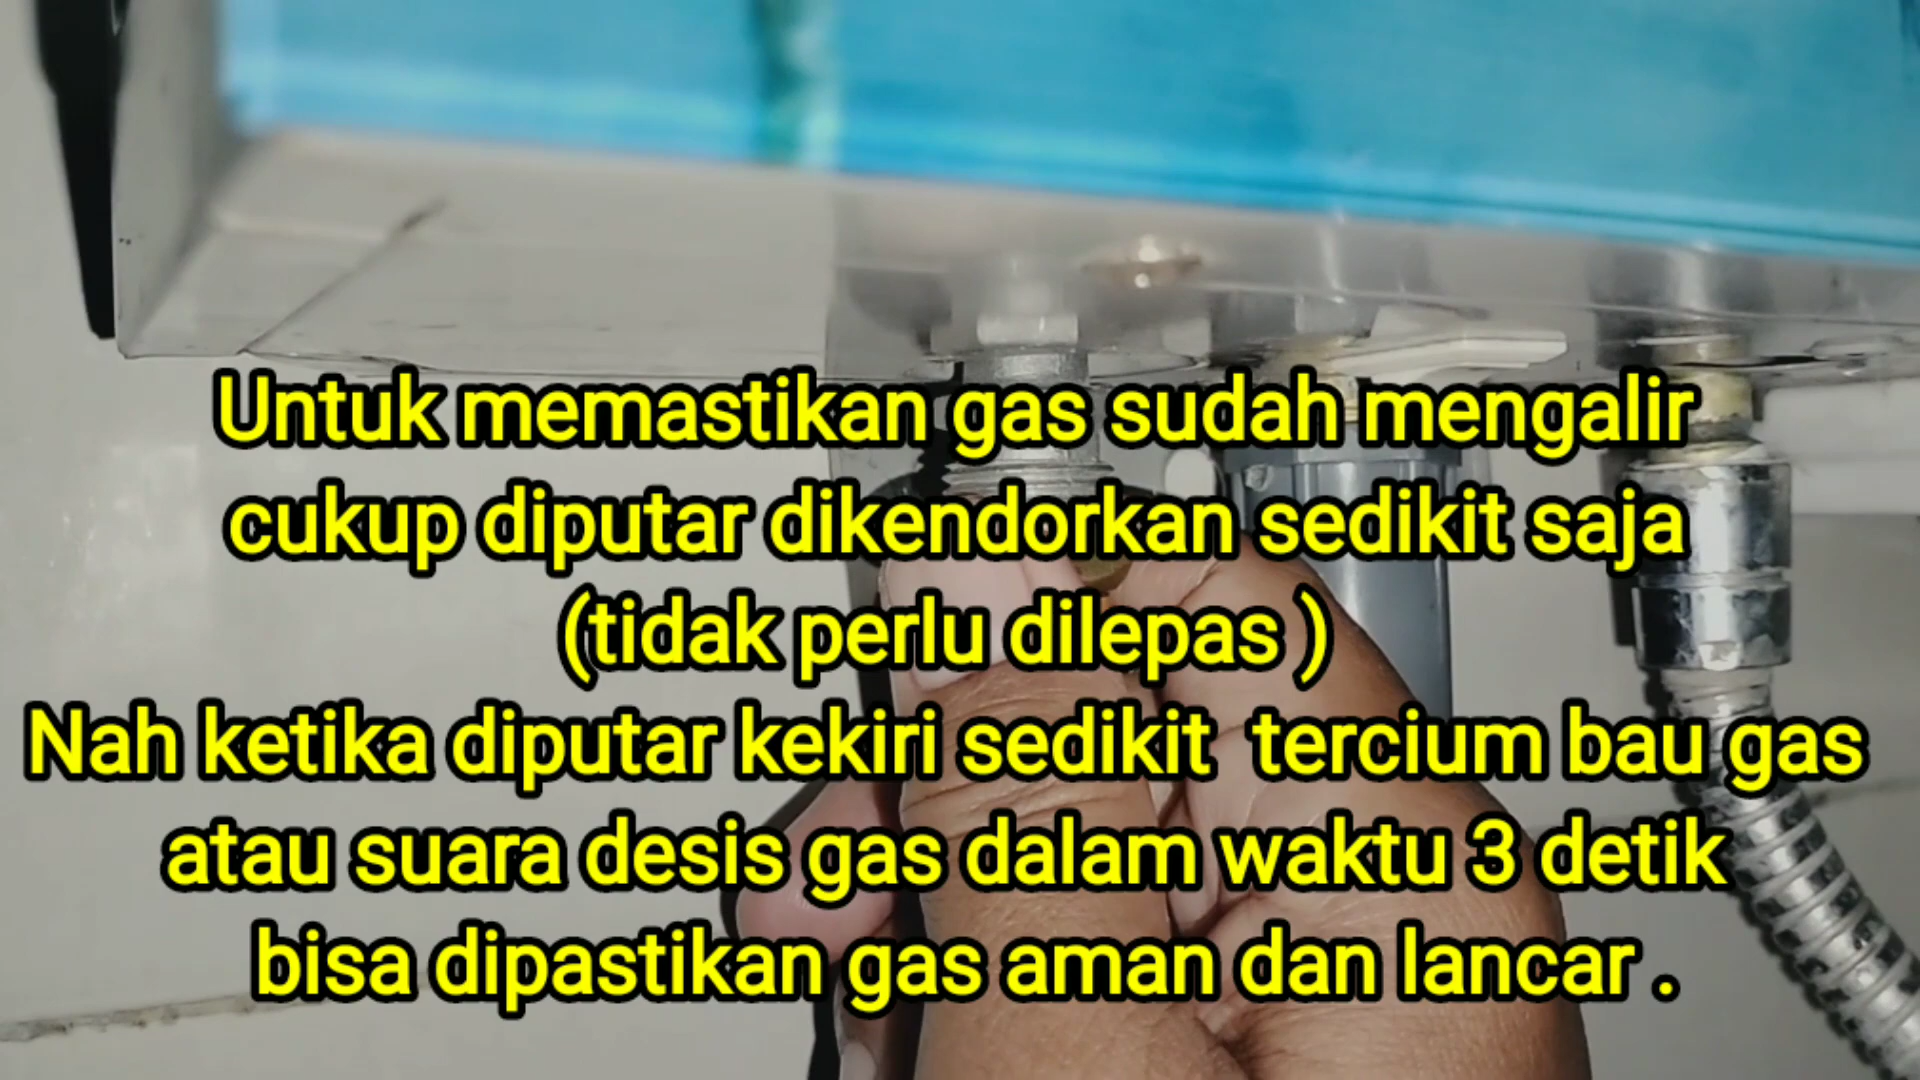 Untuk memastikan gas sudah mengalir
cukup diputar dikendorkan sedikit saja
(tidak perlu dilepas )
Nah ketika diputar kekiri sedikit tercium bau gas
atau suara desis gas dalam waktu 3 detik
bisa dipastikan gas aman dan lancar .